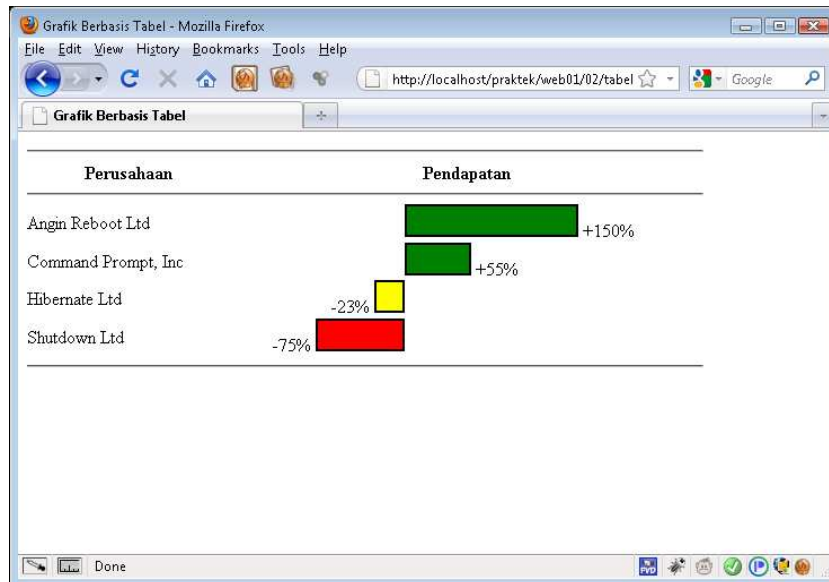 Grafik Berbasis Tabel - Mozilla Firefox
File Edit View History Bookmarks Tools Help
http://localhost/praktek/web01/02/tabel Google
Grafik Berbasis Tabel
Perusahaan Pendapatan
Angin Reboot Ltd +150%
Command Prompt, Inc +55%
Hibernate Ltd -23%
Shutdown Ltd -75%
Done FVD